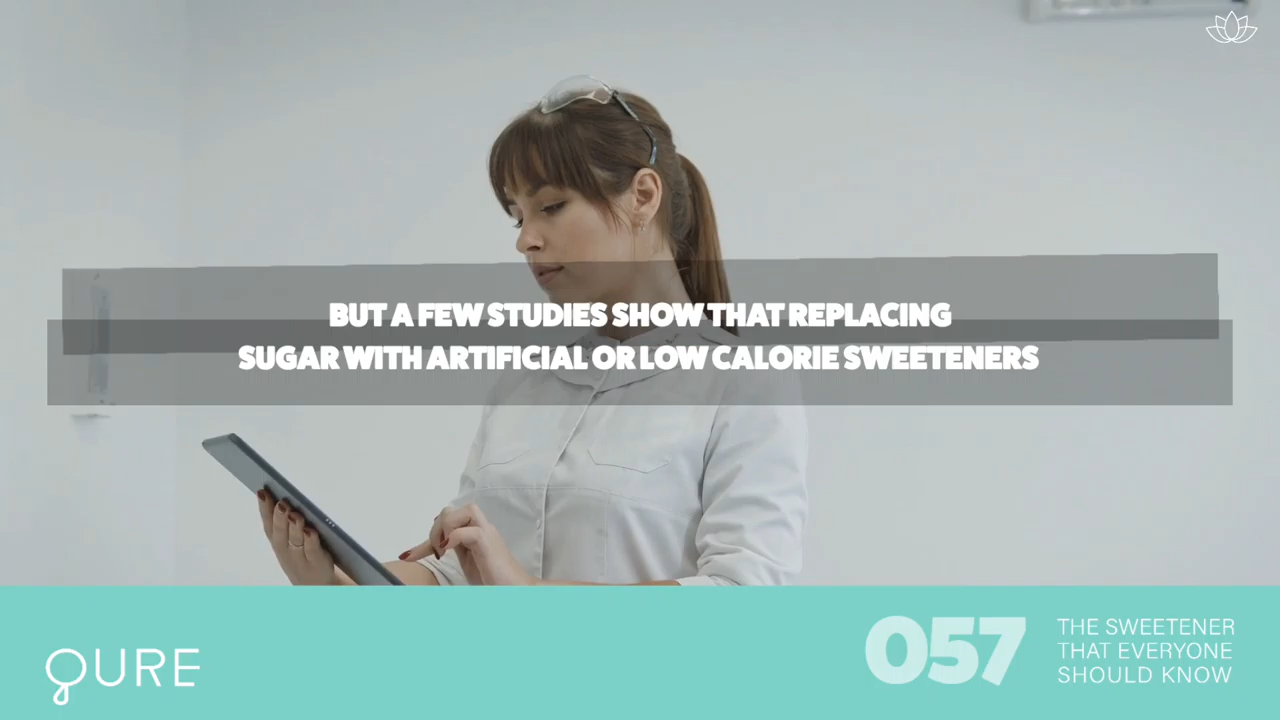 BUT A FEW STUDIES SHOW THAT REPLACING
SUGAR WITH ARTIFICIAL OR LOW CALORIE SWEETENERS
QURE
057
THE SWEETENER
THAT EVERYONE
SHOULD KNOW